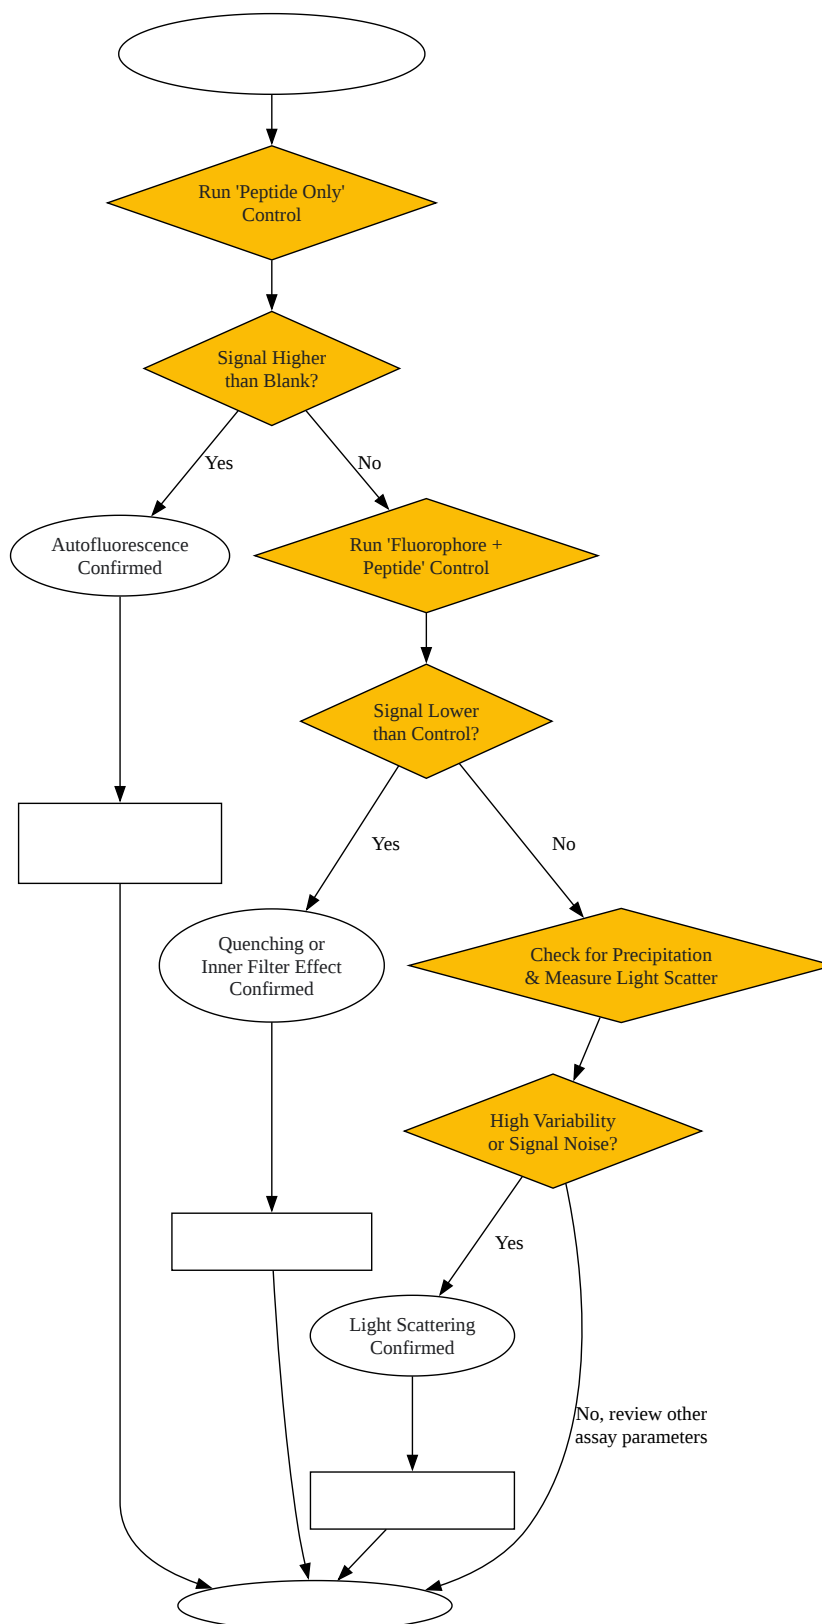 Run 'Peptide Only'
Control
Signal Higher
than Blank?
Yes
No
Autofluorescence
Confirmed
Run 'Fluorophore +
Peptide' Control
Signal Lower
than Control?
Yes
No
Quenching or
Inner Filter Effect
Confirmed
Check for Precipitation
& Measure Light Scatter
High Variability
or Signal Noise?
Yes
Light Scattering
Confirmed
No, review other
assay parameters